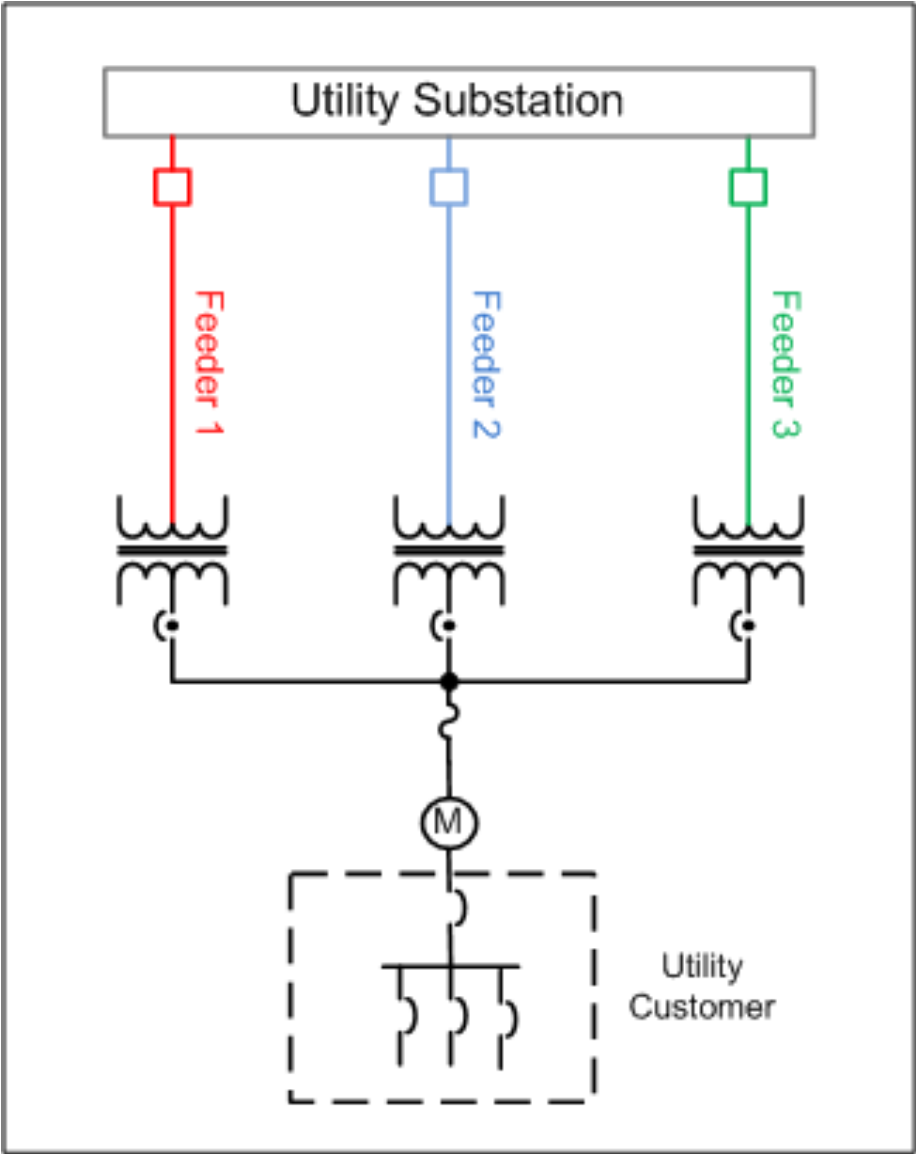 Utility Substation
Feeder 1
Feeder 2
Feeder 3
M
Utility
Customer